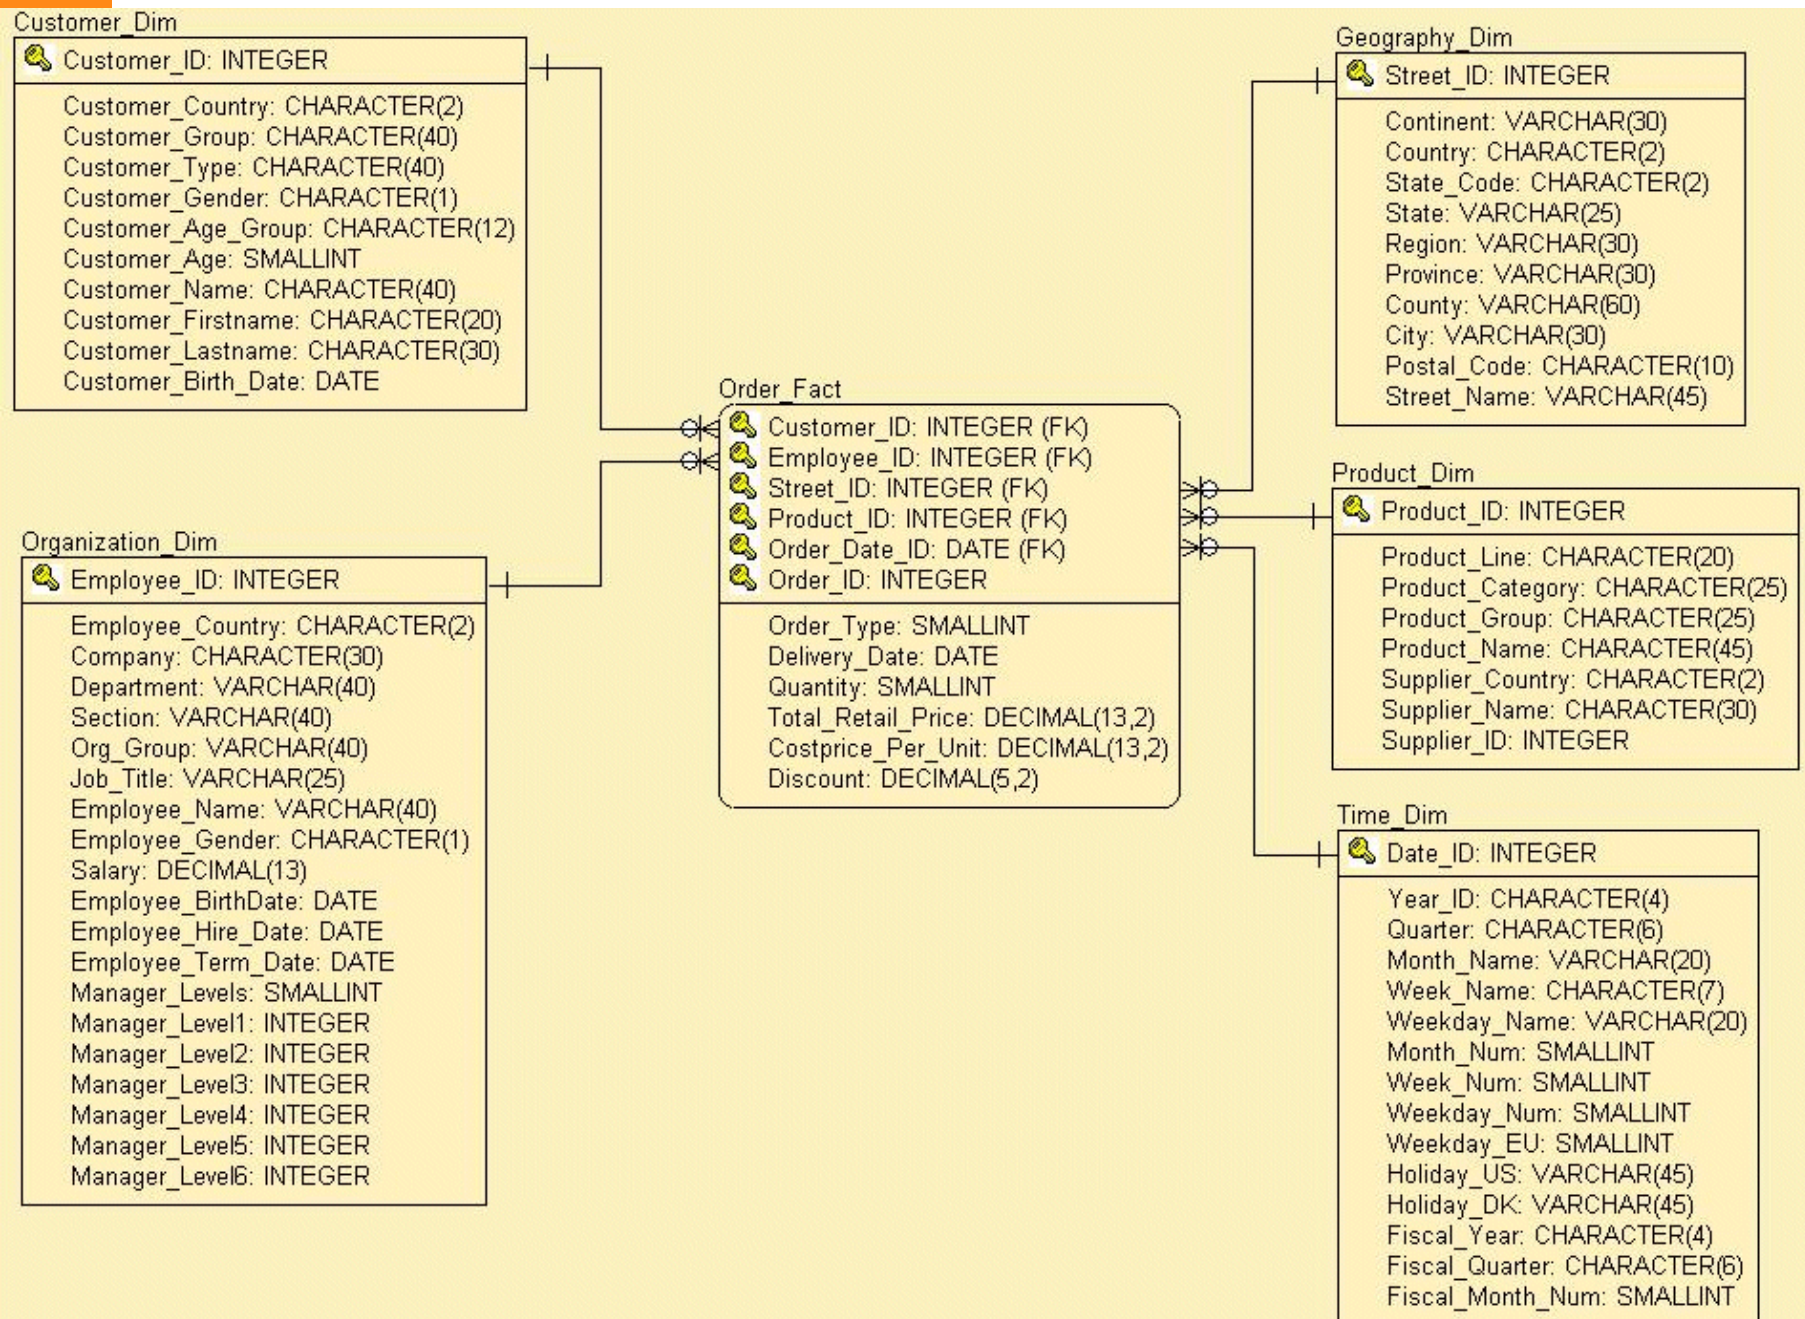 Customer_Dim
Customer_ID: INTEGER
Customer_Country: CHARACTER(2)
Customer_Group: CHARACTER(40)
Customer_Type: CHARACTER(40)
Customer_Gender: CHARACTER(1)
Customer_Age_Group: CHARACTER(12)
Customer_Age: SMALLINT
Customer_Name: CHARACTER(40)
Customer_Firstname: CHARACTER(20)
Customer_Lastname: CHARACTER(30)
Customer_Birth_Date: DATE
Organization_Dim
Employee_ID: INTEGER
Employee_Country: CHARACTER(2)
Company: CHARACTER(30)
Department: VARCHAR(40)
Section: VARCHAR(40)
Org_Group: VARCHAR(40)
Job_Title: VARCHAR(25)
Employee_Name: VARCHAR(40)
Employee_Gender: CHARACTER(1)
Salary: DECIMAL(13)
Employee_BirthDate: DATE
Employee_Hire_Date: DATE
Employee_Term_Date: DATE
Manager_Levels: SMALLINT
Manager_Level1: INTEGER
Manager_Level2: INTEGER
Manager_Level3: INTEGER
Manager_Level4: INTEGER
Manager_Level5: INTEGER
Manager_Level6: INTEGER
Order_Fact
Customer_ID: INTEGER (FK)
Employee_ID: INTEGER (FK)
Street_ID: INTEGER (FK)
Product_ID: INTEGER (FK)
Order_Date_ID: DATE (FK)
Order_ID: INTEGER
Order_Type: SMALLINT
Delivery_Date: DATE
Quantity: SMALLINT
Total_Retail_Price: DECIMAL(13,2)
Costprice_Per_Unit: DECIMAL(13,2)
Discount: DECIMAL(5,2)
Geography_Dim
Street_ID: INTEGER
Continent: VARCHAR(30)
Country: CHARACTER(2)
State_Code: CHARACTER(2)
State: VARCHAR(25)
Region: VARCHAR(30)
Province: VARCHAR(30)
County: VARCHAR(60)
City: VARCHAR(30)
Postal_Code: CHARACTER(10)
Street_Name: VARCHAR(45)
Product_Dim
Product_ID: INTEGER
Product_Line: CHARACTER(20)
Product_Category: CHARACTER(25)
Product_Group: CHARACTER(25)
Product_Name: CHARACTER(45)
Supplier_Country: CHARACTER(2)
Supplier_Name: CHARACTER(30)
Supplier_ID: INTEGER
Time_Dim
Date_ID: INTEGER
Year_ID: CHARACTER(4)
Quarter: CHARACTER(6)
Month_Name: VARCHAR(20)
Week_Name: CHARACTER(7)
Weekday_Name: VARCHAR(20)
Month_Num: SMALLINT
Week_Num: SMALLINT
Weekday_Num: SMALLINT
Weekday_EU: SMALLINT
Holiday_US: VARCHAR(45)
Holiday_DK: VARCHAR(45)
Fiscal_Year: CHARACTER(4)
Fiscal_Quarter: CHARACTER(6)
Fiscal_Month_Num: SMALLINT